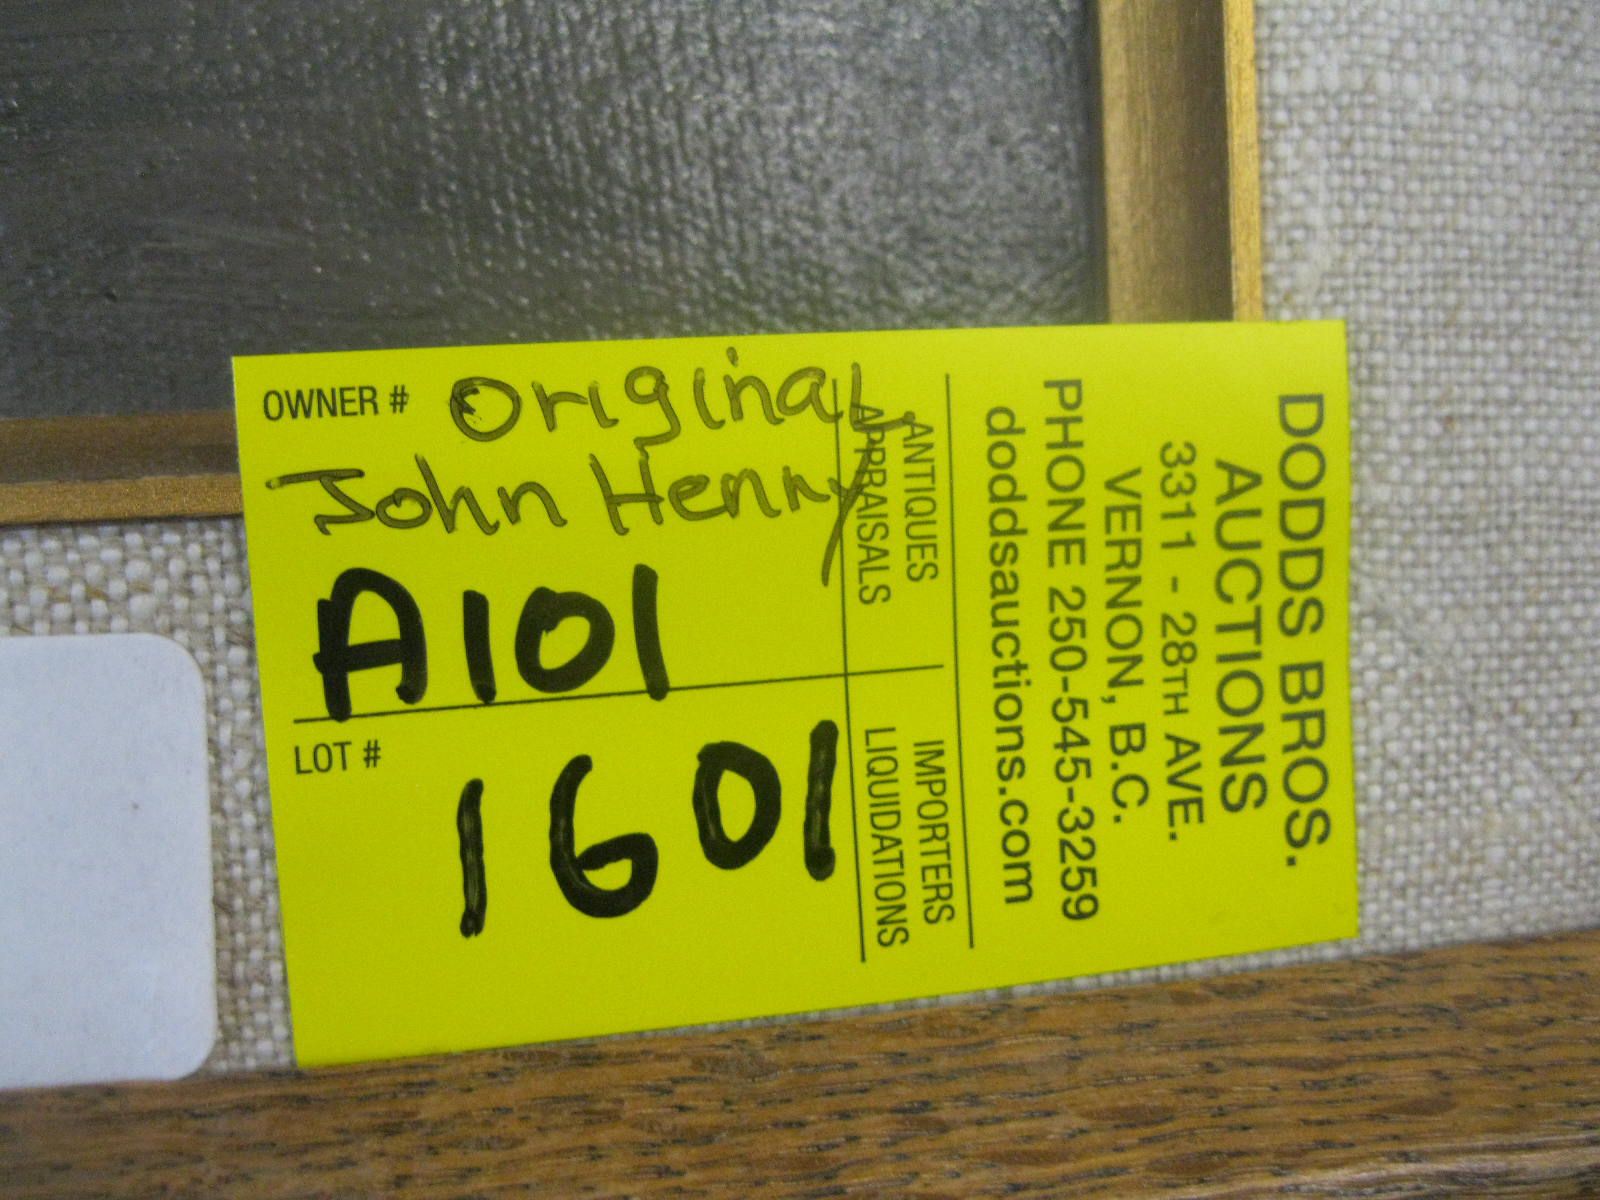 OWNER # Original
John Henry
A101
LOT #
1601
ANTIQUES
APPRAISALS
IMPORTERS
LIQUIDATIONS
DODDS BROS.
AUCTIONS
3311 - 28TH AVE.
VERNON, B.C.
PHONE 250-545-3259
doddsauctions.com